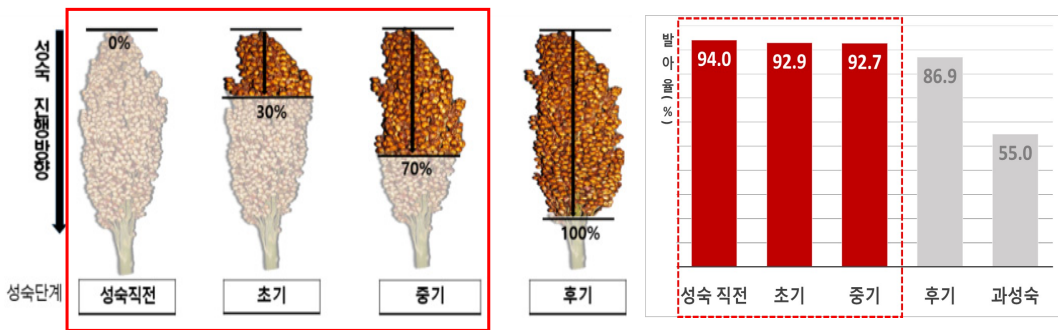 성숙 진행방향
0%
30%
70%
100%
성숙단계
성숙직전
초기
중기
후기
발아율(%)
94.0
92.9
92.7
86.9
55.0
성숙 직전
초기
중기
후기
과성숙